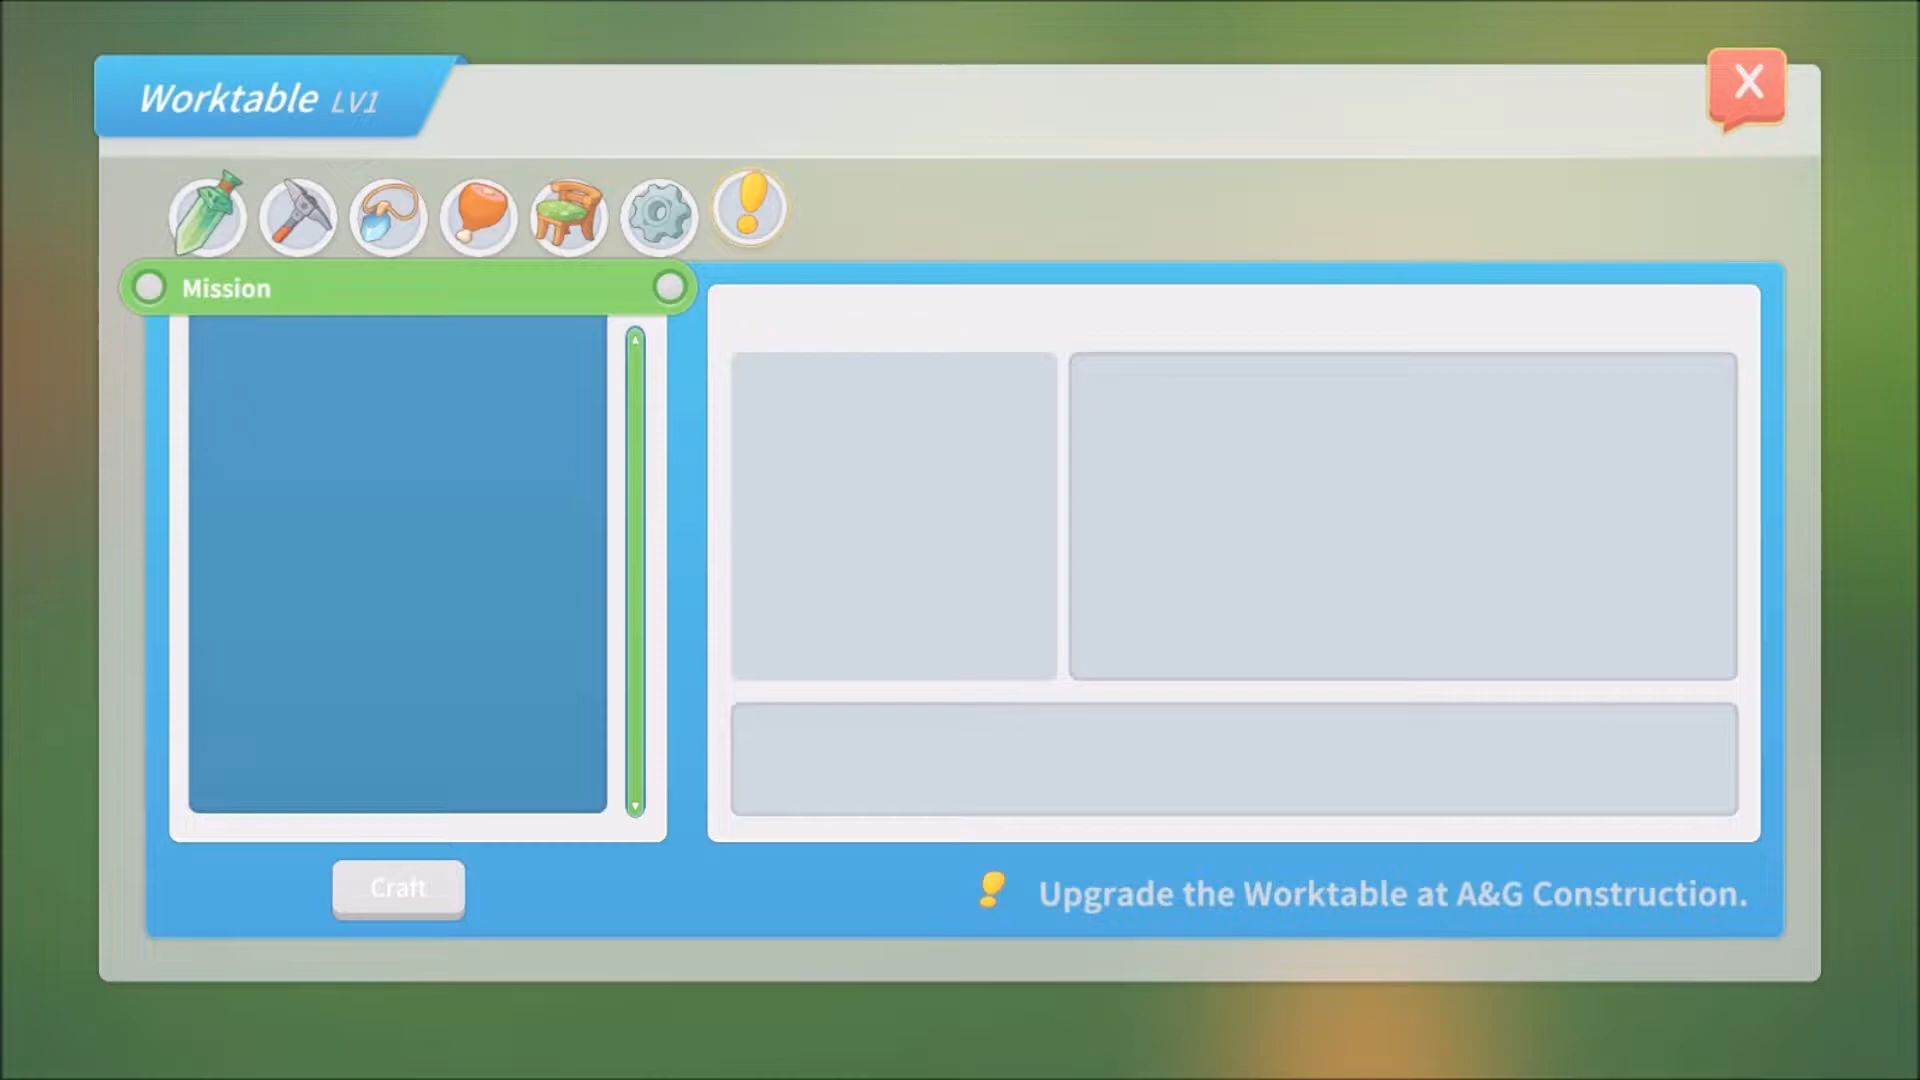 Worktable LV1
X
Mission
Craft
Upgrade the Worktable at A&G Construction.